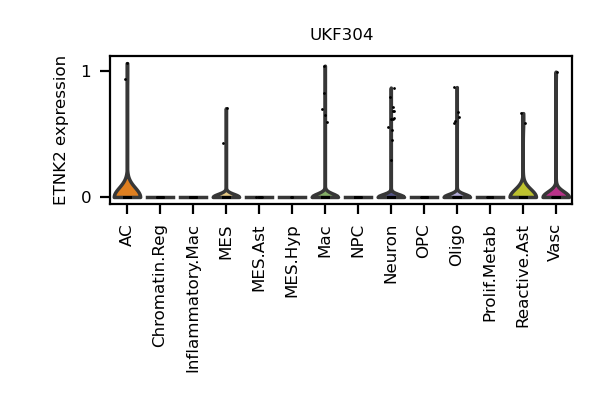 UKF304
ETNK2 expression
1
0
AC
Chromatin.Reg
Inflammatory.Mac
MES
MES.Ast
MES.Hyp
Mac
NPC
Neuron
OPC
Oligo
Prolif.Metab
Reactive.Ast
Vasc